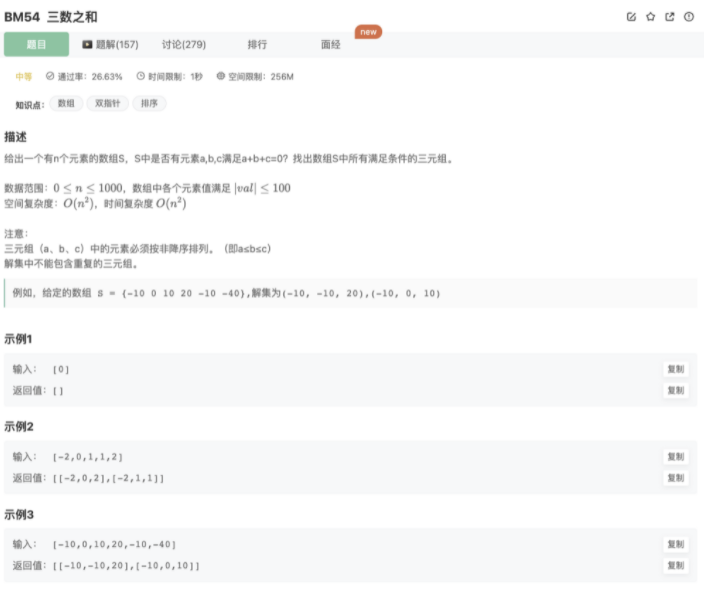 BM54 三数之和
题目 题解(157) 讨论(279) 排行 面经 new
中等 通过率：26.63% 时间限制：1秒 空间限制：256M
知识点： 数组 双指针 排序
描述
给出一个有n个元素的数组S，S中是否有元素a,b,c满足a+b+c=0？找出数组S中所有满足条件的三元组。
数据范围：0 ≤ n ≤ 1000，数组中各个元素值满足 |val| ≤ 100
空间复杂度：O(n²)，时间复杂度 O(n²)
注意：
三元组（a、b、c）中的元素必须按非降序排列。（即a≤b≤c）
解集中不能包含重复的三元组。
例如，给定的数组 S = {-10 0 10 20 -10 -40},解集为(-10, -10, 20),(-10, 0, 10)
示例1
输入： [0] 复制
返回值：[] 复制
示例2
输入： [-2,0,1,1,2] 复制
返回值：[[-2,0,2],[-2,1,1]] 复制
示例3
输入： [-10,0,10,20,-10,-40] 复制
返回值：[[-10,-10,20],[-10,0,10]] 复制